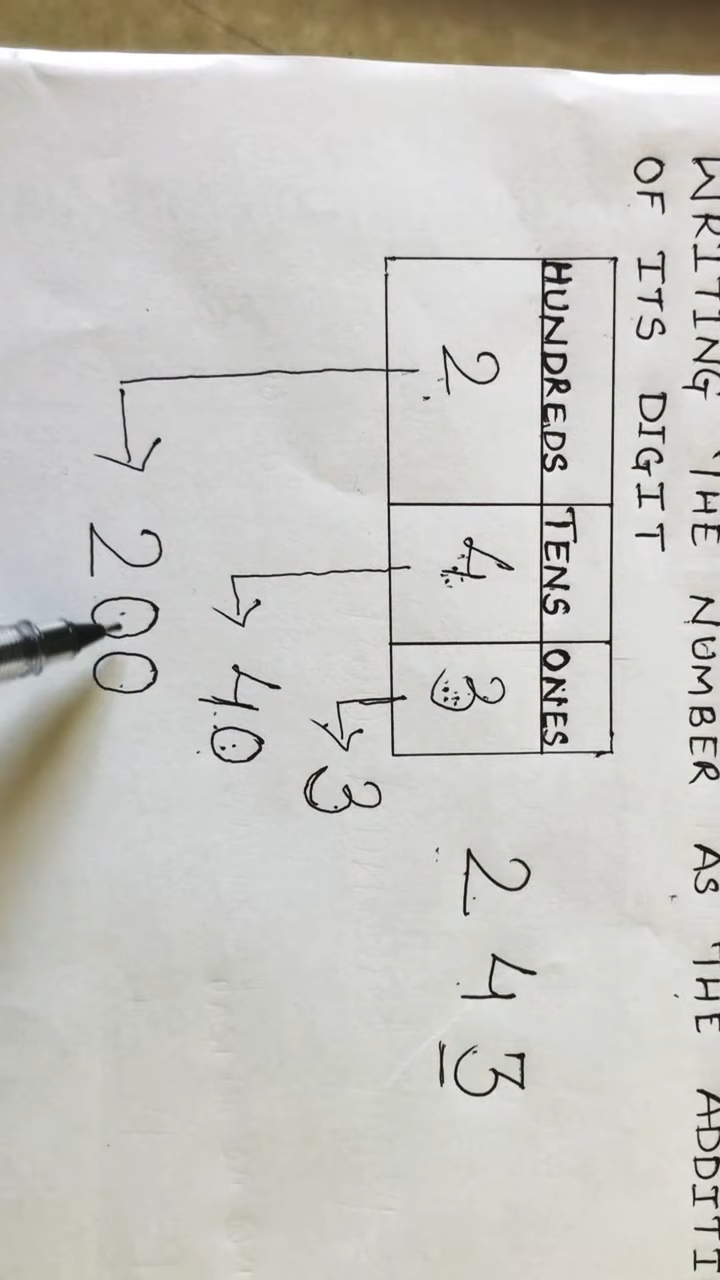 WRITING THE NUMBER AS THE ADDITI
OF ITS DIGIT
HUNDREDS TENS ONES
2 4 3
243
3
40
200